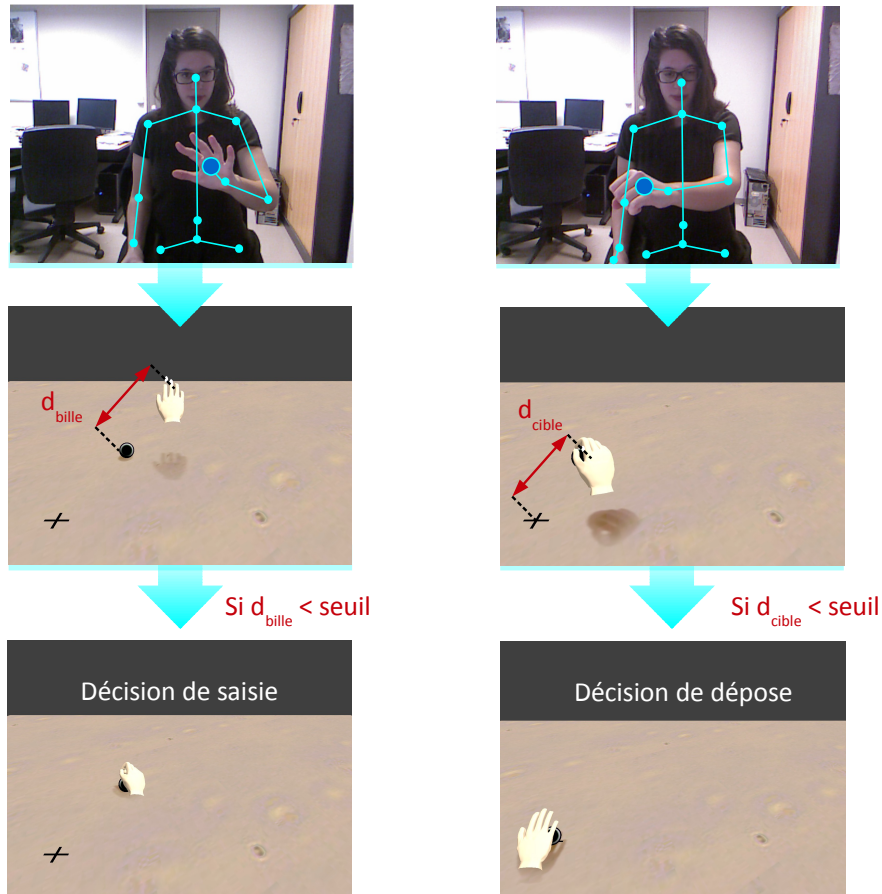 d bille
d cible
Si d bille < seuil
Si d cible < seuil
Décision de saisie
Décision de dépose